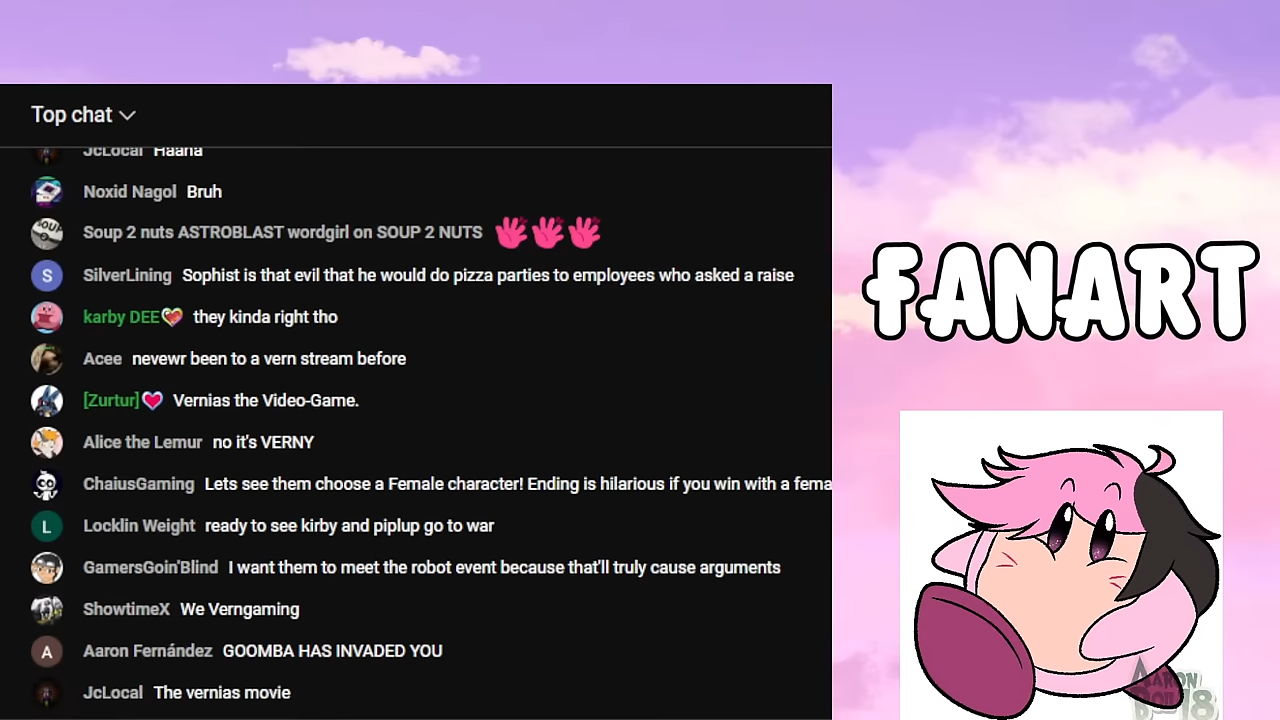 Top chat
JcLocal Haaha
Noxid Nagol Bruh
Soup 2 nuts ASTROBLAST wordgirl on SOUP 2 NUTS
S SilverLining Sophist is that evil that he would do pizza parties to employees who asked a raise
karby DEE they kinda right tho
Acee nevewr been to a vern stream before
[Zurtur] Vernias the Video-Game.
Alice the Lemur no it's VERNY
ChaiusGaming Lets see them choose a Female character! Ending is hilarious if you win with a fema
L Locklin Weight ready to see kirby and piplup go to war
GamersGoin'Blind I want them to meet the robot event because that'll truly cause arguments
ShowtimeX We Verngaming
A Aaron Fernández GOOMBA HAS INVADED YOU
JcLocal The vernias movie
FANART
AARON